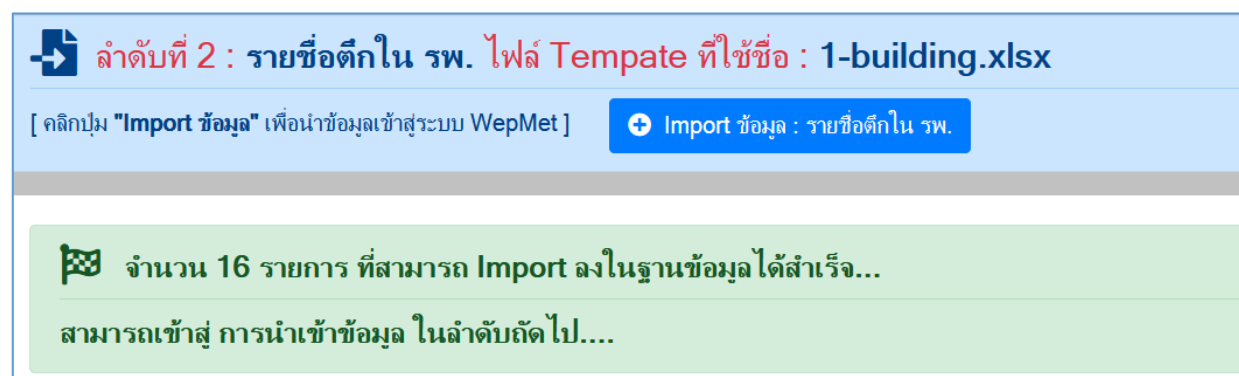 ลำดับที่ 2 : รายชื่อตึกใน รพ. ไฟล์ Tempate ที่ใช้ชื่อ : 1-building.xlsx
[ คลิกปุ่ม "Import ข้อมูล" เพื่อนำข้อมูลเข้าสู่ระบบ WepMet ] Import ข้อมูล : รายชื่อตึกใน รพ.
จำนวน 16 รายการ ที่สามารถ Import ลงในฐานข้อมูลได้สำเร็จ...
สามารถเข้าสู่ การนำเข้าข้อมูล ในลำดับถัดไป....